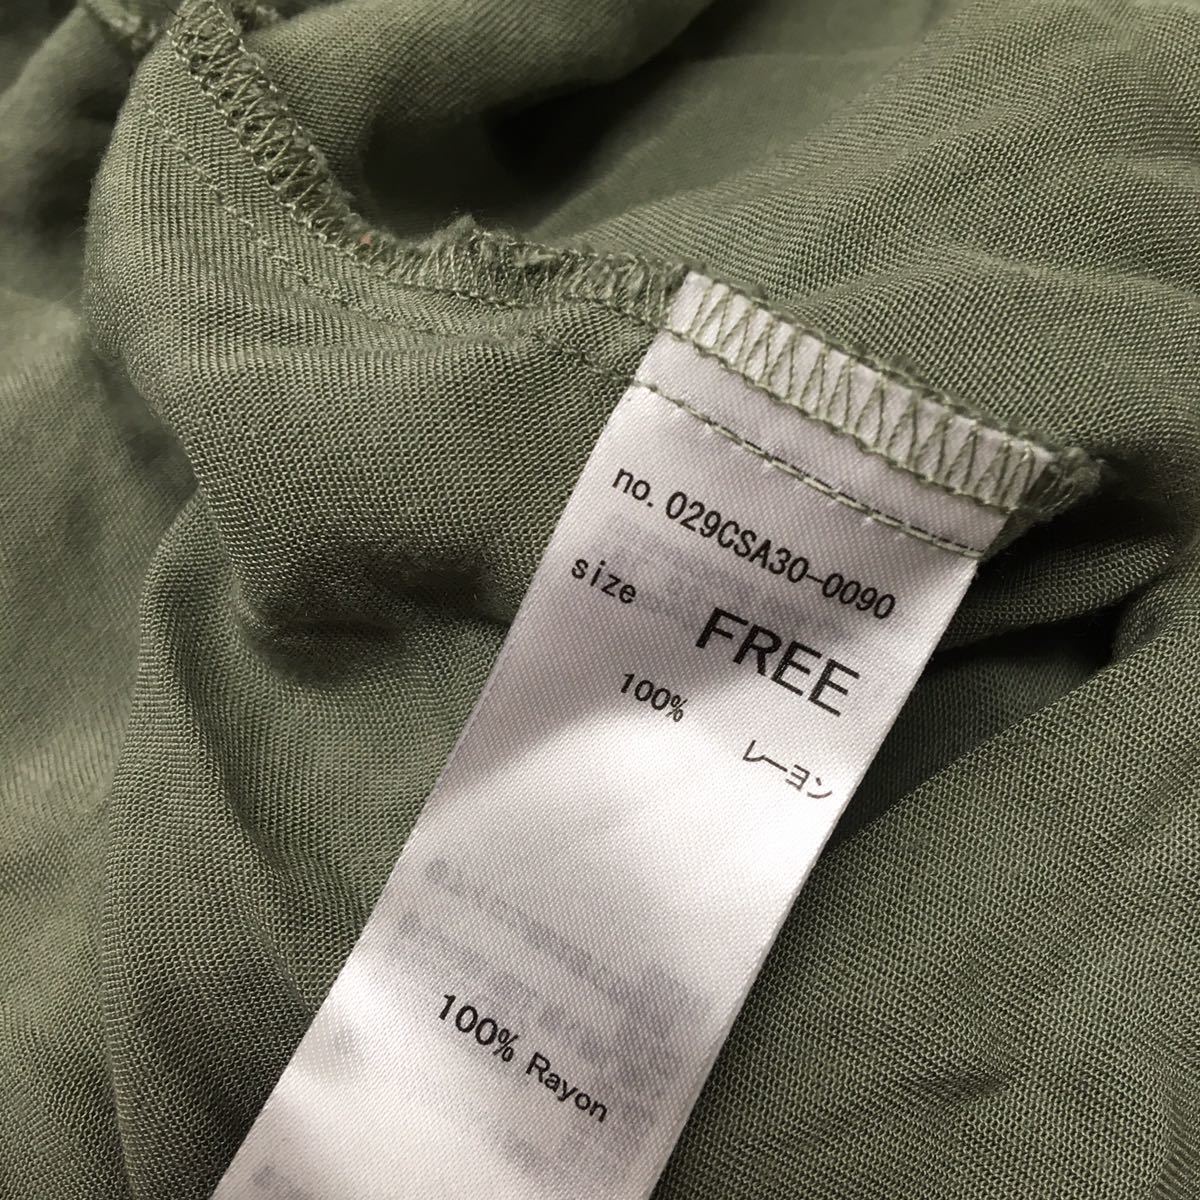 no. 029CSA30-0090
size FREE
100% レーヨン
100% Rayon